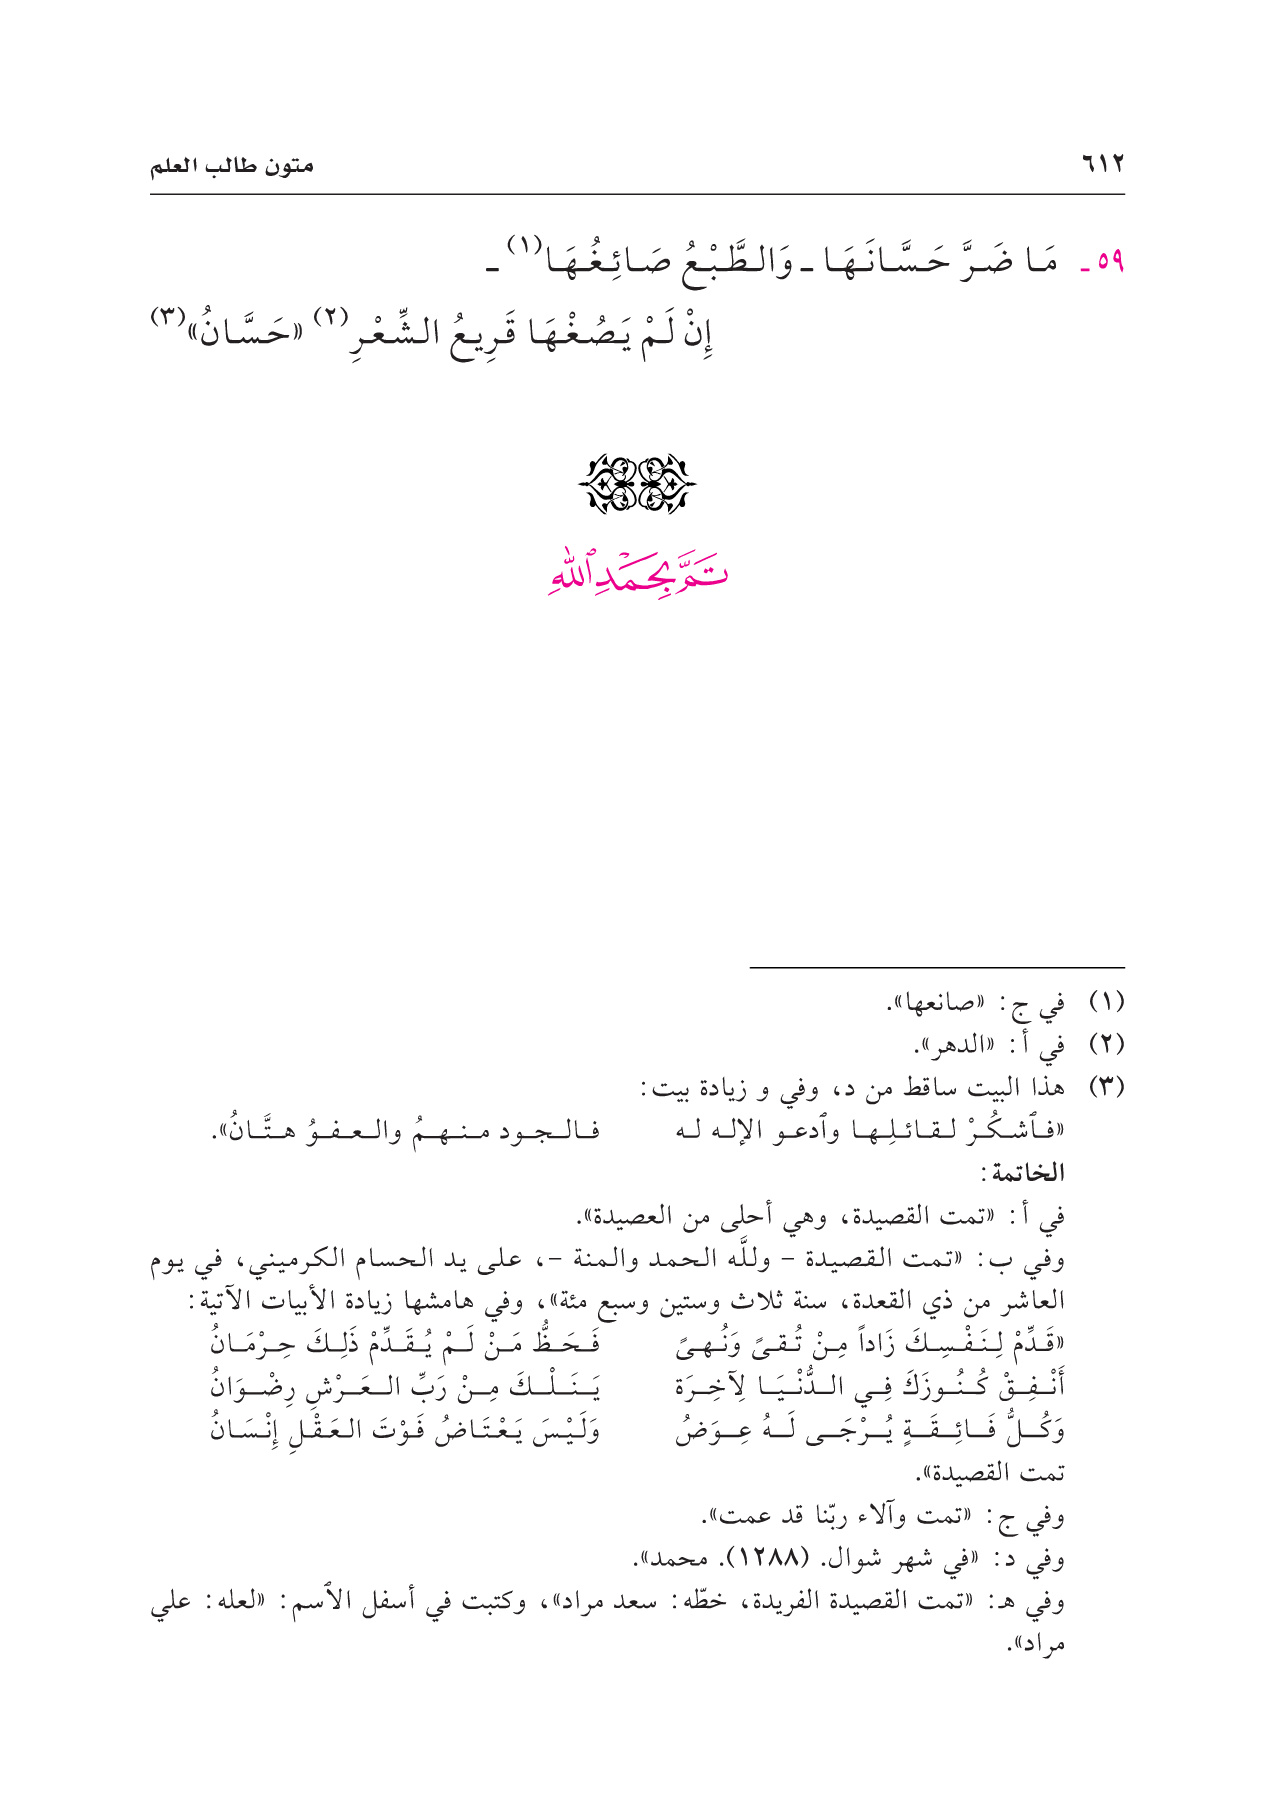 ٦١٢ متون طالب العلم
٥٩ ـ مَا ضَرَّ حَسَّانَهَا ـ وَالطَّبْعُ صَائِغُهَا(١) ـ
إِنْ لَمْ يَصُغْهَا قَرِيعُ الشِّعْرِ(٢) «حَسَّانُ»(٣)
تَمَّ بِحَمْدِ ٱللَّهِ
(١) في ج: «صانعها».
(٢) في أ: «الدهر».
(٣) هذا البيت ساقط من د، وفي و زيادة بيت:
«فٱشكُرْ لقائلِها وٱدعو الإله له فالجود منهمُ والعفوُ هتَّانُ».
الخاتمة:
في أ: «تمت القصيدة، وهي أحلى من العصيدة».
وفي ب: «تمت القصيدة - وللَّه الحمد والمنة -، على يد الحسام الكرميني، في يوم
العاشر من ذي القعدة، سنة ثلاث وستين وسبع مئة»، وفي هامشها زيادة الأبيات الآتية:
«قَدِّمْ لِنَفْسِكَ زَاداً مِنْ تُقىً وَنُهىً فَحَظُّ مَنْ لَمْ يُقَدِّمْ ذَلِكَ حِرْمَانُ
أَنْفِقْ كُنُوزَكَ فِي الدُّنْيَا لِآخِرَة يَنَلْكَ مِنْ رَبِّ العَرْشِ رِضْوَانُ
وَكُلُّ فَائِقَةٍ يُرْجَى لَهُ عِوَضُ وَلَيْسَ يَعْتَاضُ فَوْتَ العَقْلِ إِنْسَانُ
تمت القصيدة».
وفي ج: «تمت وآلاء ربّنا قد عمت».
وفي د: «في شهر شوال. (١٢٨٨). محمد».
وفي هـ: «تمت القصيدة الفريدة، خطّه: سعد مراد»، وكتبت في أسفل الٱسم: «لعله: علي
مراد».